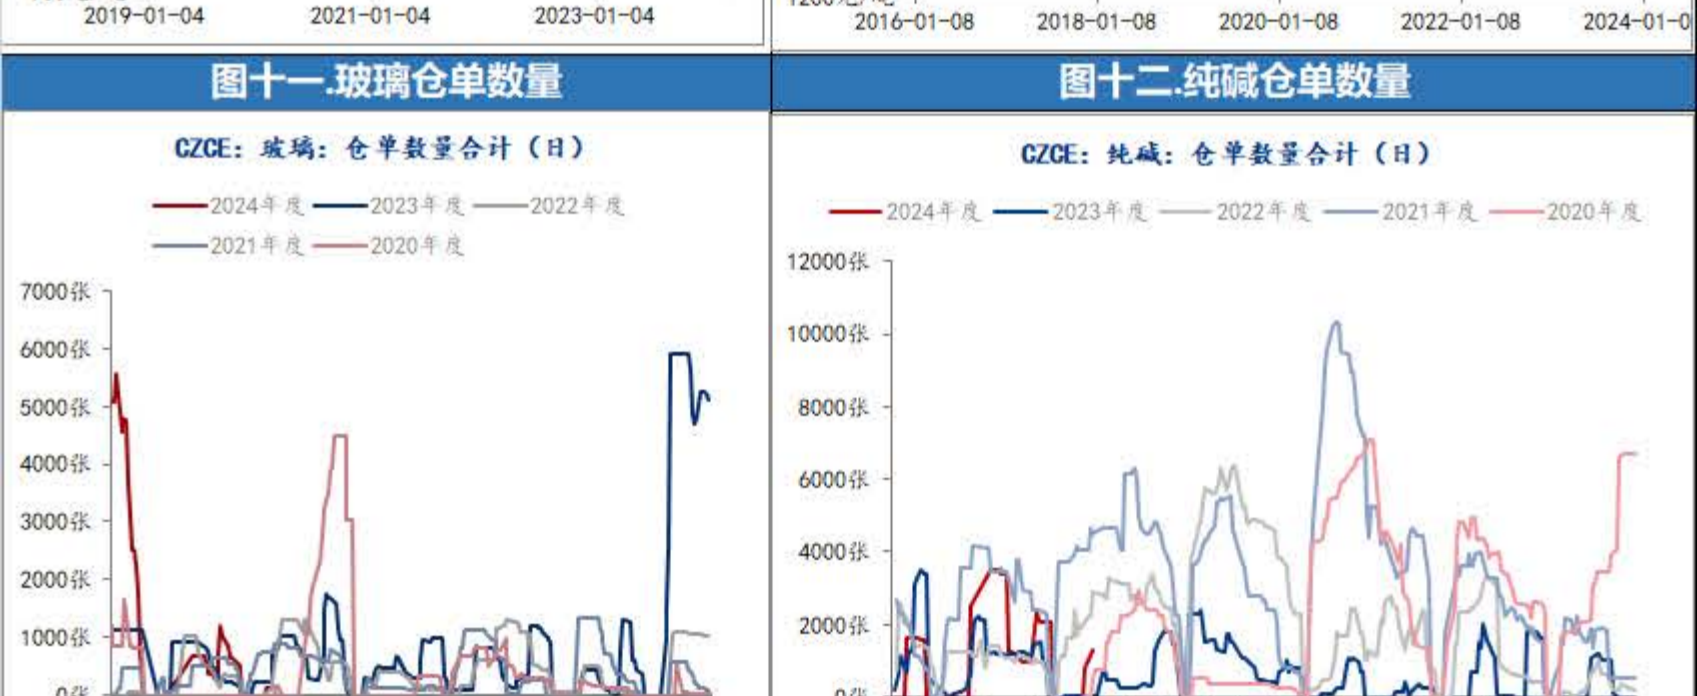 2019-01-04 2021-01-04 2023-01-04
2016-01-08 2018-01-08 2020-01-08 2022-01-08 2024-01-0
图十一.玻璃仓单数量
CZCE：玻璃：仓单数量合计（日）
2024年度 2023年度 2022年度
2021年度 2020年度
7000张
6000张
5000张
4000张
3000张
2000张
1000张
0张
图十二.纯碱仓单数量
CZCE：纯碱：仓单数量合计（日）
2024年度 2023年度 2022年度 2021年度 2020年度
12000张
10000张
8000张
6000张
4000张
2000张
0张